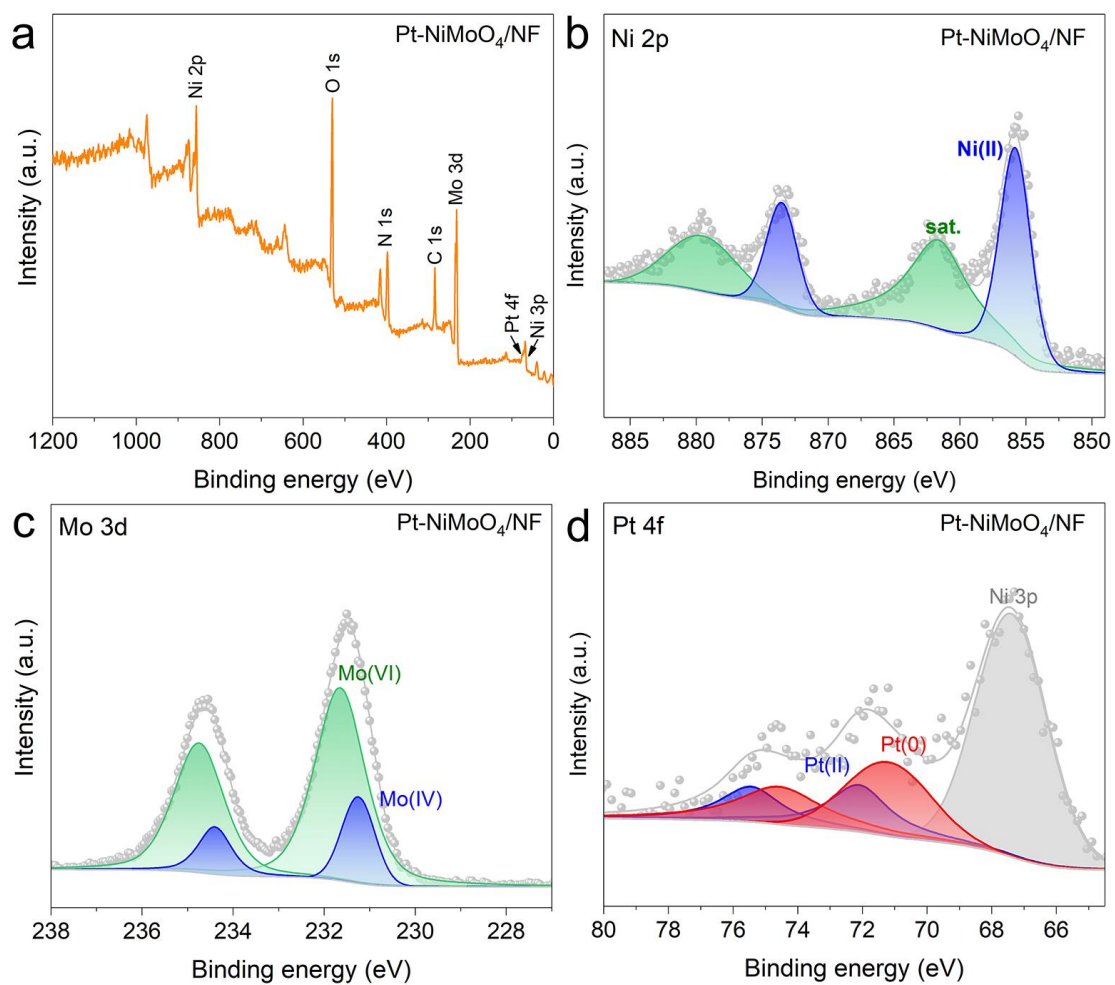 a
Pt-NiMoO₄/NF
Ni 2p
O 1s
N 1s
C 1s
Mo 3d
Pt 4f
Ni 3p
Intensity (a.u.)
1200 1000 800 600 400 200 0
Binding energy (eV)
b
Ni 2p
Pt-NiMoO₄/NF
Ni(II)
sat.
Intensity (a.u.)
885 880 875 870 865 860 855 850
Binding energy (eV)
c
Mo 3d
Pt-NiMoO₄/NF
Mo(VI)
Mo(IV)
Intensity (a.u.)
238 236 234 232 230 228
Binding energy (eV)
d
Pt 4f
Pt-NiMoO₄/NF
Ni 3p
Pt(0)
Pt(II)
Intensity (a.u.)
80 78 76 74 72 70 68 66
Binding energy (eV)